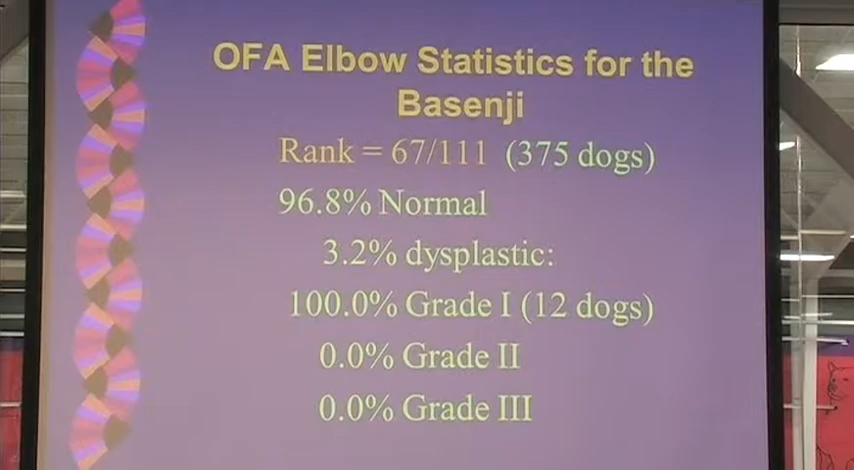 OFA Elbow Statistics for the
Basenji
Rank = 67/111 (375 dogs)
96.8% Normal
3.2% dysplastic:
100.0% Grade I (12 dogs)
0.0% Grade II
0.0% Grade III